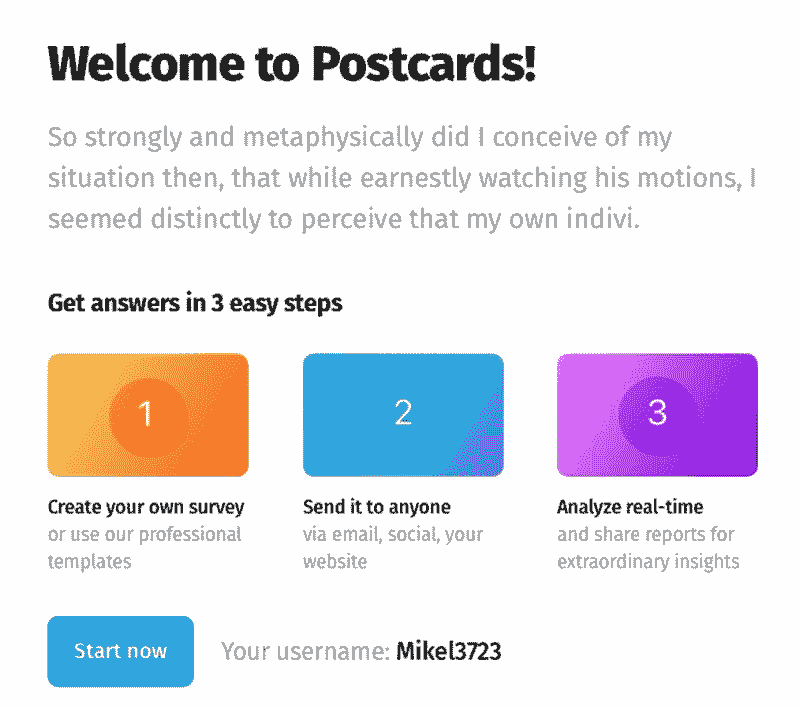 Welcome to Postcards!
So strongly and metaphysically did I conceive of my
situation then, that while earnestly watching his motions, I
seemed distinctly to perceive that my own indivi.
Get answers in 3 easy steps
1
2
3
Create your own survey
or use our professional
templates
Send it to anyone
via email, social, your
website
Analyze real-time
and share reports for
extraordinary insights
Start now
Your username: Mikel3723